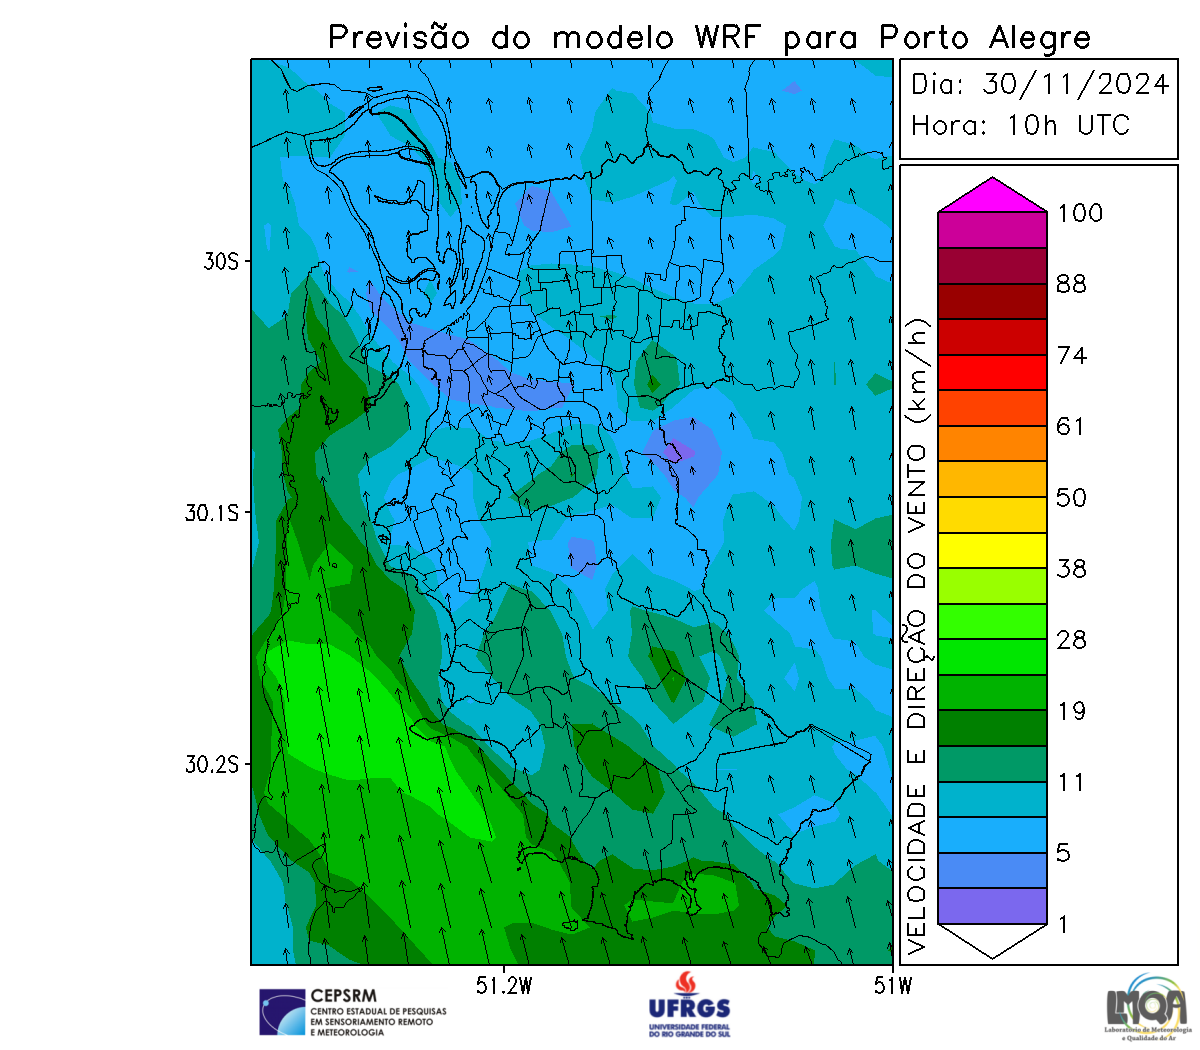 Previsão do modelo WRF para Porto Alegre
Dia: 30/11/2024
Hora: 10h UTC
30S
30.1S
30.2S
51.2W
51W
VELOCIDADE E DIREÇÃO DO VENTO (km/h)
100
88
74
61
50
38
28
19
11
5
1
CEPSRM
CENTRO ESTADUAL DE PESQUISAS
EM SENSORIAMENTO REMOTO
E METEOROLOGIA
UFRGS
UNIVERSIDADE FEDERAL
DO RIO GRANDE DO SUL
LMQA
Laboratório de Meteorologia
e Qualidade do Ar